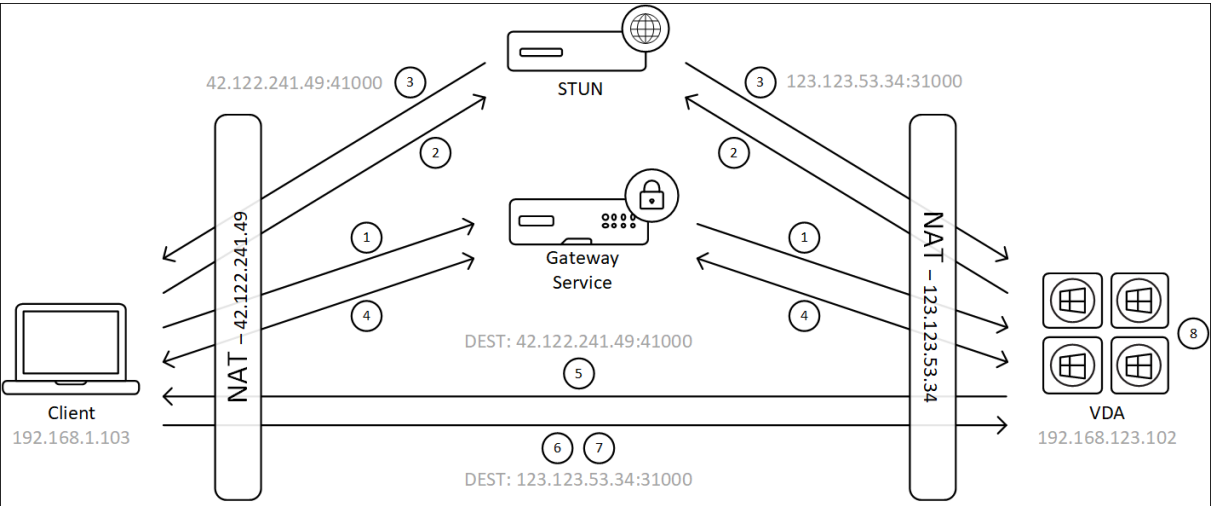 STUN
42.122.241.49:41000
3
3
123.123.53.34:31000
2
2
NAT – 42.122.241.49
NAT – 123.123.53.34
1
1
Gateway
Service
4
4
8
DEST: 42.122.241.49:41000
5
Client
192.168.1.103
VDA
192.168.123.102
6
7
DEST: 123.123.53.34:31000